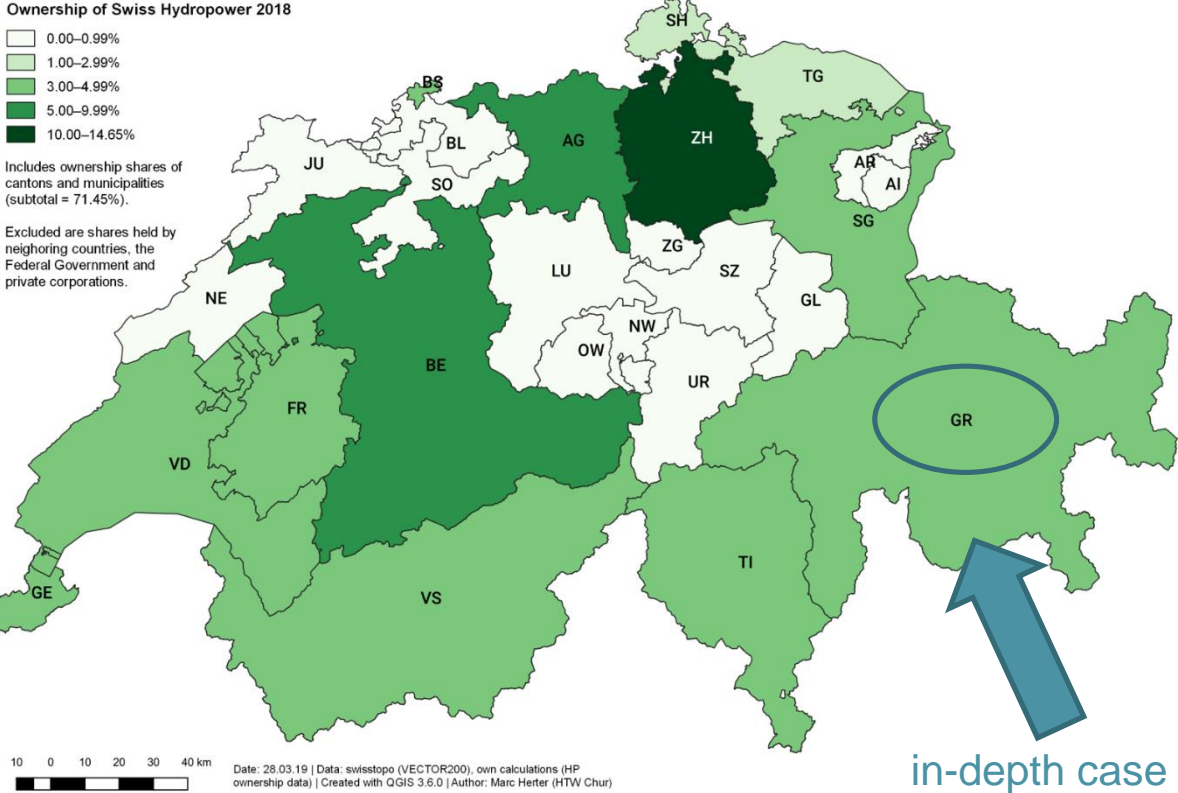 Ownership of Swiss Hydropower 2018
0.00–0.99%
1.00–2.99%
3.00–4.99%
5.00–9.99%
10.00–14.65%
Includes ownership shares of
cantons and municipalities
(subtotal = 71.45%).
Excluded are shares held by
neighoring countries, the
Federal Government and
private corporations.
SH
BS
TG
BL
AG
ZH
JU
SO
AR
AI
SG
ZG
LU
SZ
NE
GL
NW
OW
BE
UR
FR
GR
VD
TI
GE
VS
10 0 10 20 30 40 km
Date: 28.03.19 | Data: swisstopo (VECTOR200), own calculations (HP
ownership data) | Created with QGIS 3.6.0 | Author: Marc Herter (HTW Chur)
in-depth case